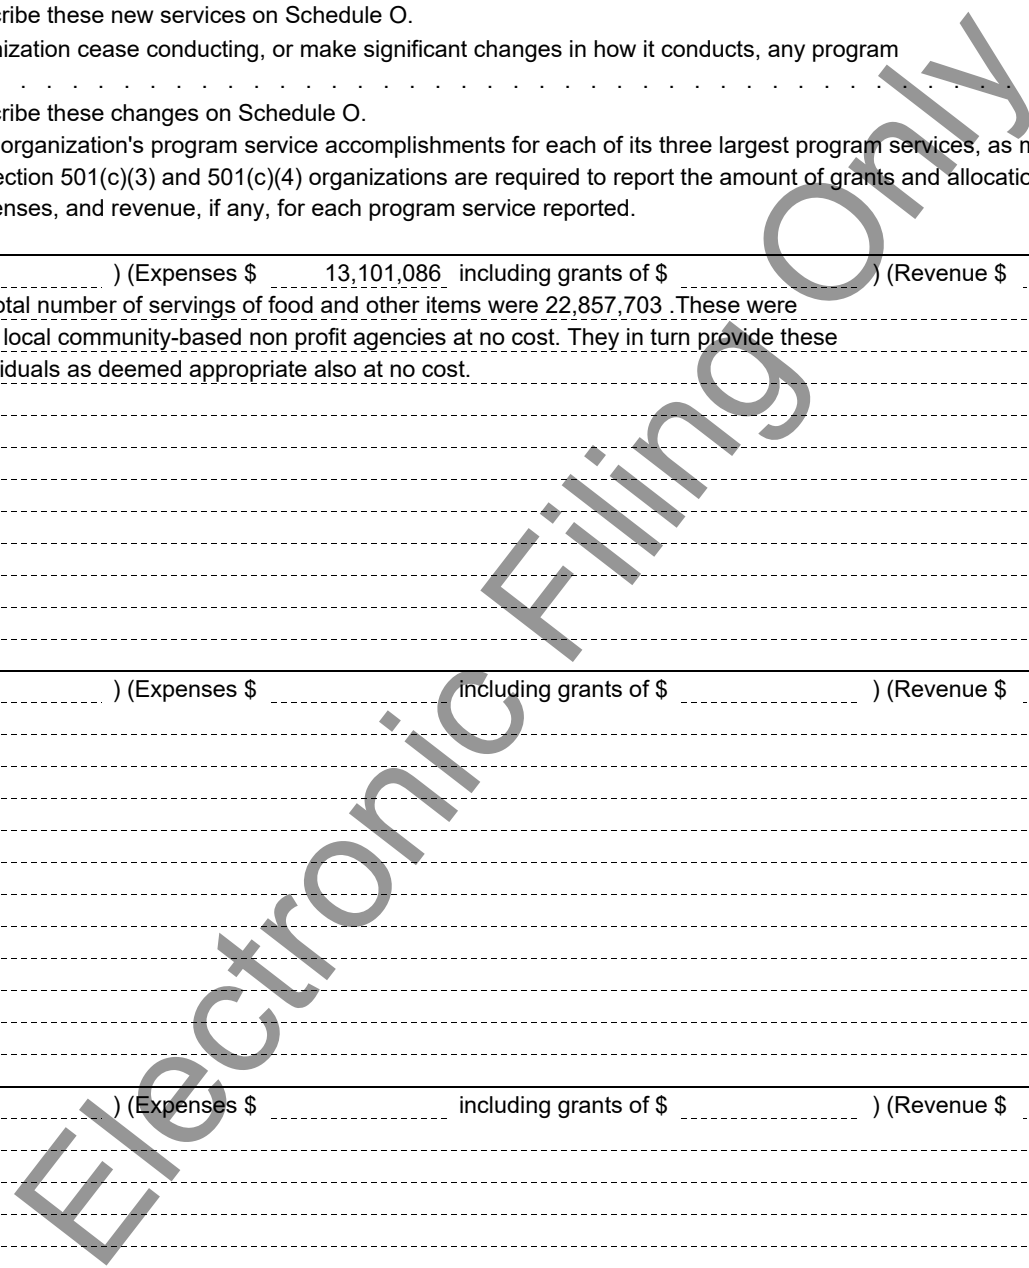 cribe these new services on Schedule O.
nization cease conducting, or make significant changes in how it conducts, any program
. . . . . . . . . . . . . . . . . . . . . . . . . . . . . . . . . . . . . . .
cribe these changes on Schedule O.
organization's program service accomplishments for each of its three largest program services, as m
ection 501(c)(3) and 501(c)(4) organizations are required to report the amount of grants and allocatio
enses, and revenue, if any, for each program service reported.
) (Expenses $ 13,101,086 including grants of $ ) (Revenue $
otal number of servings of food and other items were 22,857,703 .These were
local community-based non profit agencies at no cost. They in turn provide these
iduals as deemed appropriate also at no cost.
) (Expenses $ including grants of $ ) (Revenue $
) (Expenses $ including grants of $ ) (Revenue $
Electronic Filing Only